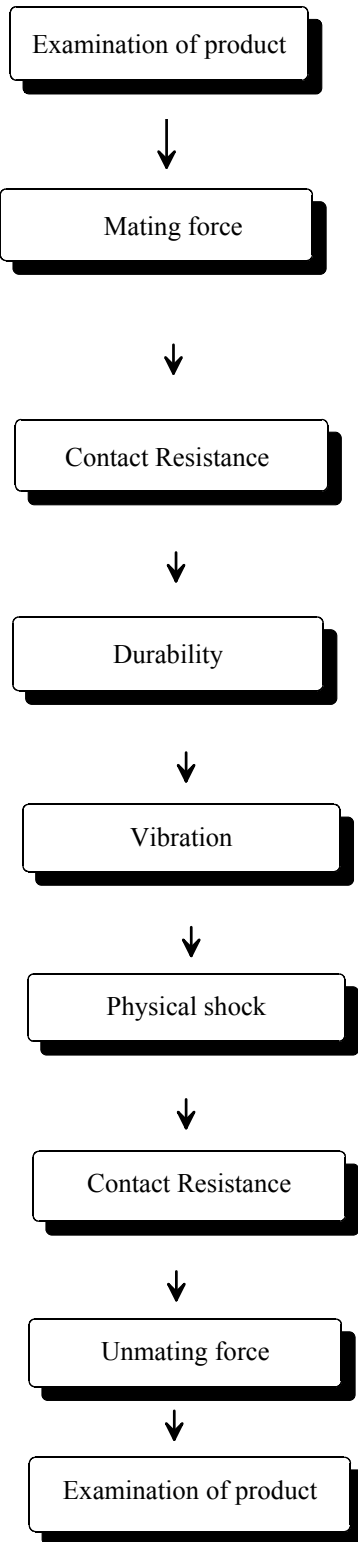 Examination of product
Mating force
Contact Resistance
Durability
Vibration
Physical shock
Contact Resistance
Unmating force
Examination of product